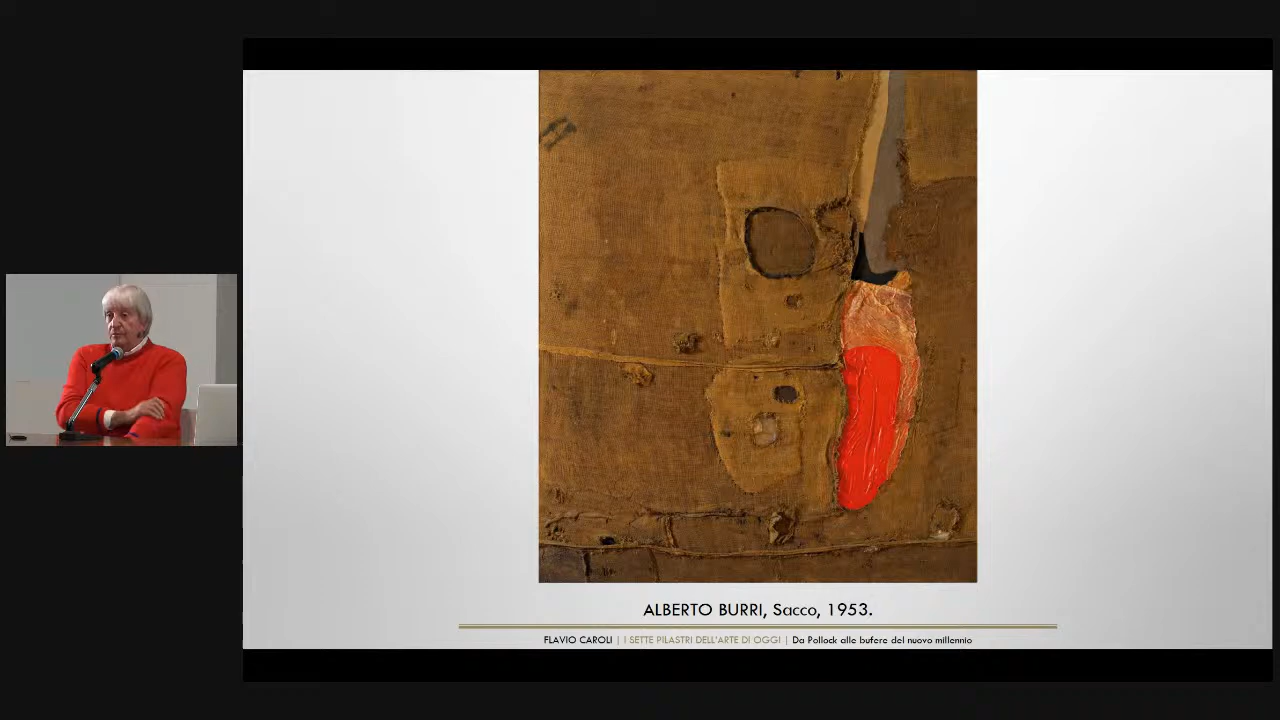 ALBERTO BURRI, Sacco, 1953.
FLAVIO CAROLI | I SETTE PILASTRI DELL'ARTE DI OGGI | Da Pollock alle bufere del nuovo millennio